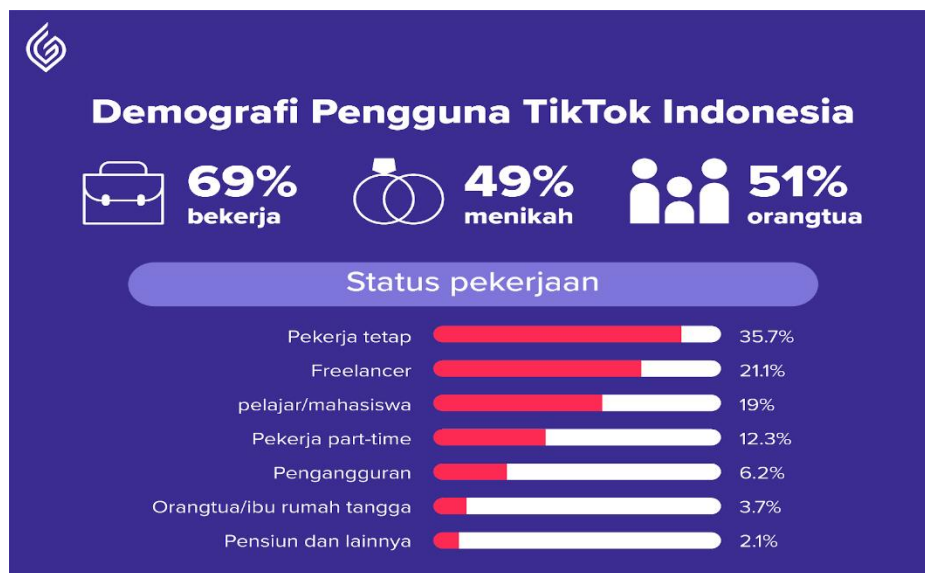 Demografi Pengguna TikTok Indonesia
69%
bekerja
49%
menikah
51%
orangtua
Status pekerjaan
Pekerja tetap 35.7%
Freelancer 21.1%
pelajar/mahasiswa 19%
Pekerja part-time 12.3%
Pengangguran 6.2%
Orangtua/ibu rumah tangga 3.7%
Pensiun dan lainnya 2.1%